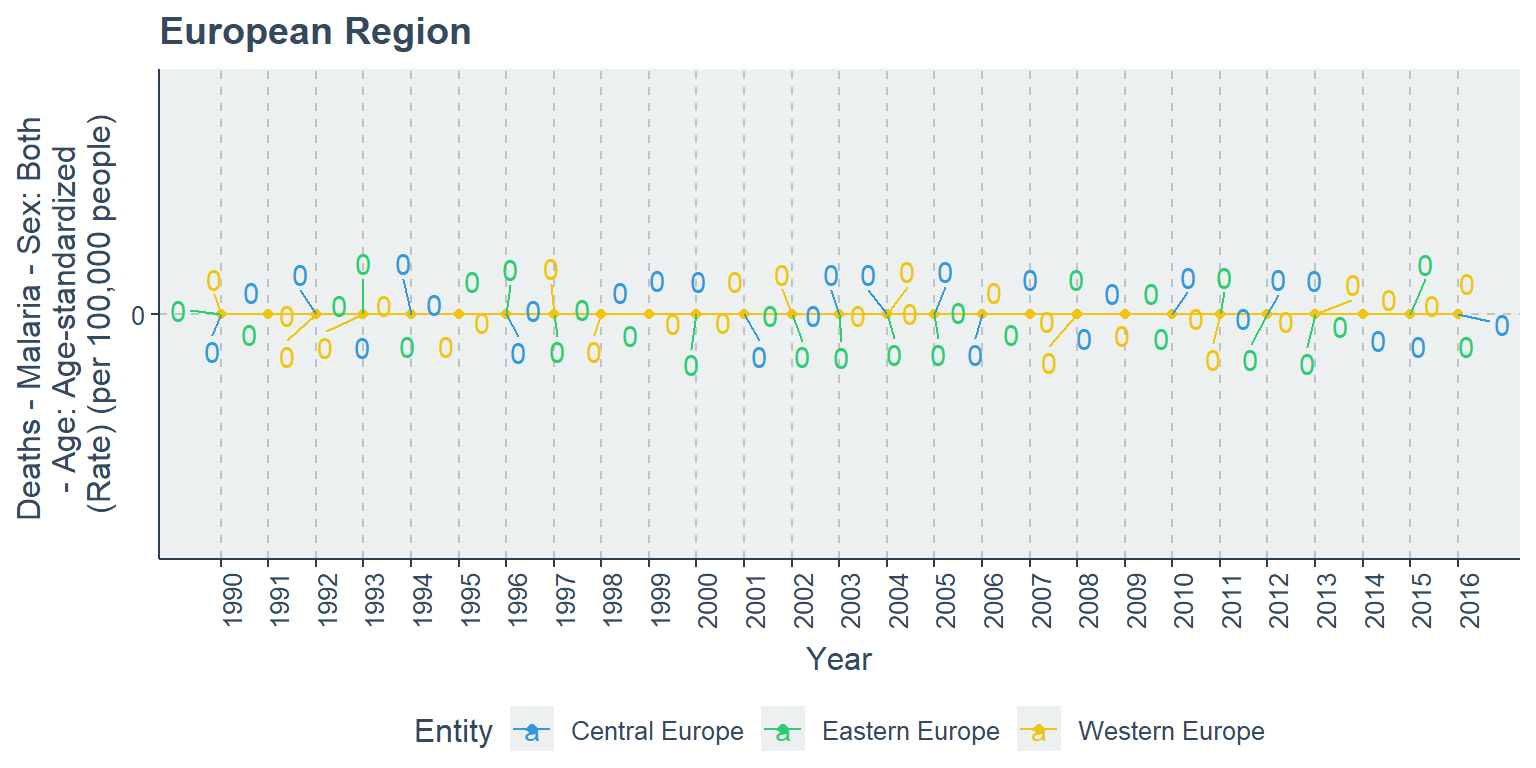 European Region
Deaths - Malaria - Sex: Both
- Age: Age-standardized
(Rate) (per 100,000 people)
0
0 0 0 0 0 0 0 0 0 0 0 0 0 0 0 0 0 0 0 0 0 0 0 0 0 0 0 0 0 0 0 0 0 0 0 0 0 0 0 0 0 0 0 0 0 0 0 0 0 0 0 0 0 0 0 0 0 0 0 0 0 0 0 0 0 0 0 0 0 0 0 0 0 0 0 0 0 0 0 0 0
1990 1991 1992 1993 1994 1995 1996 1997 1998 1999 2000 2001 2002 2003 2004 2005 2006 2007 2008 2009 2010 2011 2012 2013 2014 2015 2016
Year
Entity a Central Europe a Eastern Europe a Western Europe